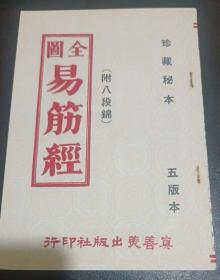 珍藏秘本　五版本
（附八段錦）
全圖
易筋經
真善美出版社印行